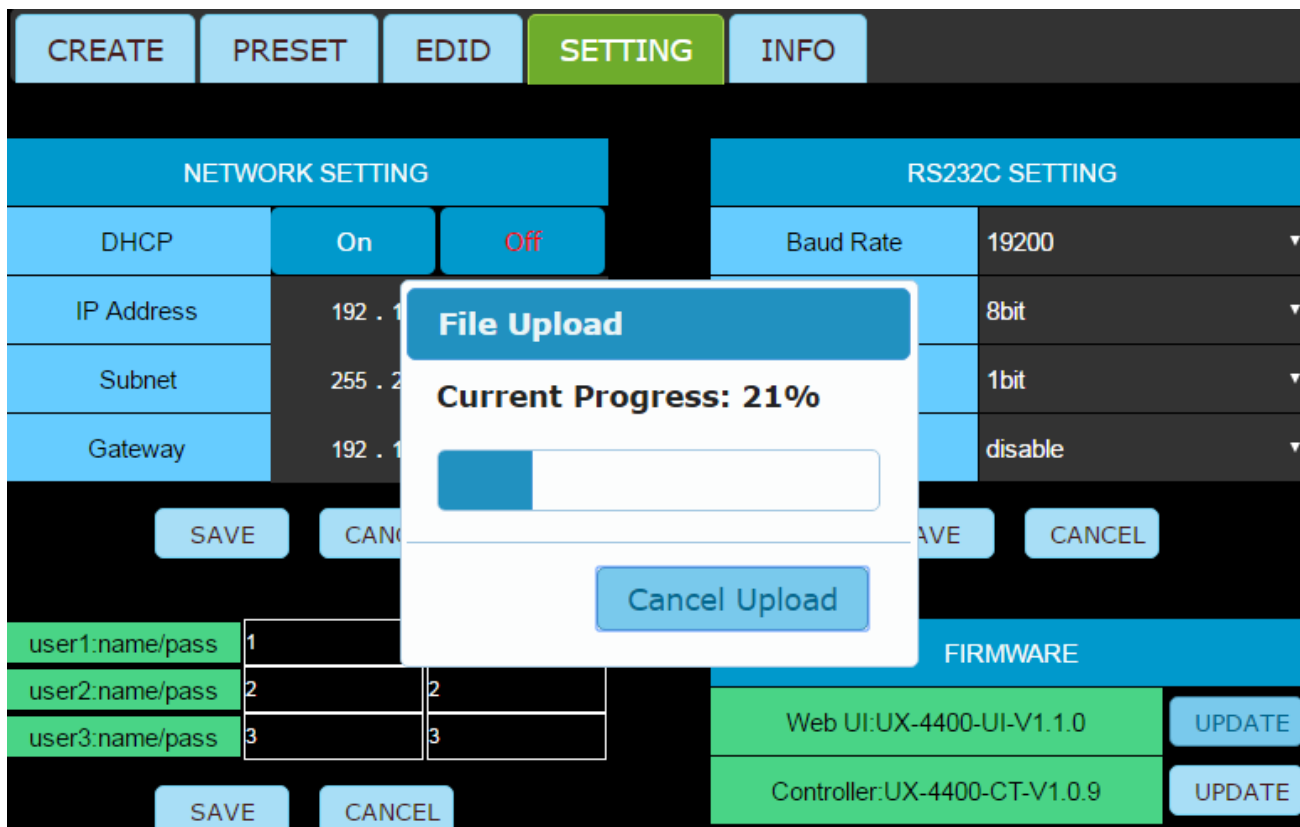 CREATE PRESET EDID SETTING INFO
NETWORK SETTING
DHCP On Off
IP Address 192 . 1
Subnet 255 . 2
Gateway 192 . 1
SAVE
RS232C SETTING
Baud Rate 19200
8bit
1bit
disable
CANCEL
File Upload
Current Progress: 21%
Cancel Upload
user1:name/pass 1
user2:name/pass 2 2
user3:name/pass 3 3
SAVE CANCEL
FIRMWARE
Web UI:UX-4400-UI-V1.1.0 UPDATE
Controller:UX-4400-CT-V1.0.9 UPDATE